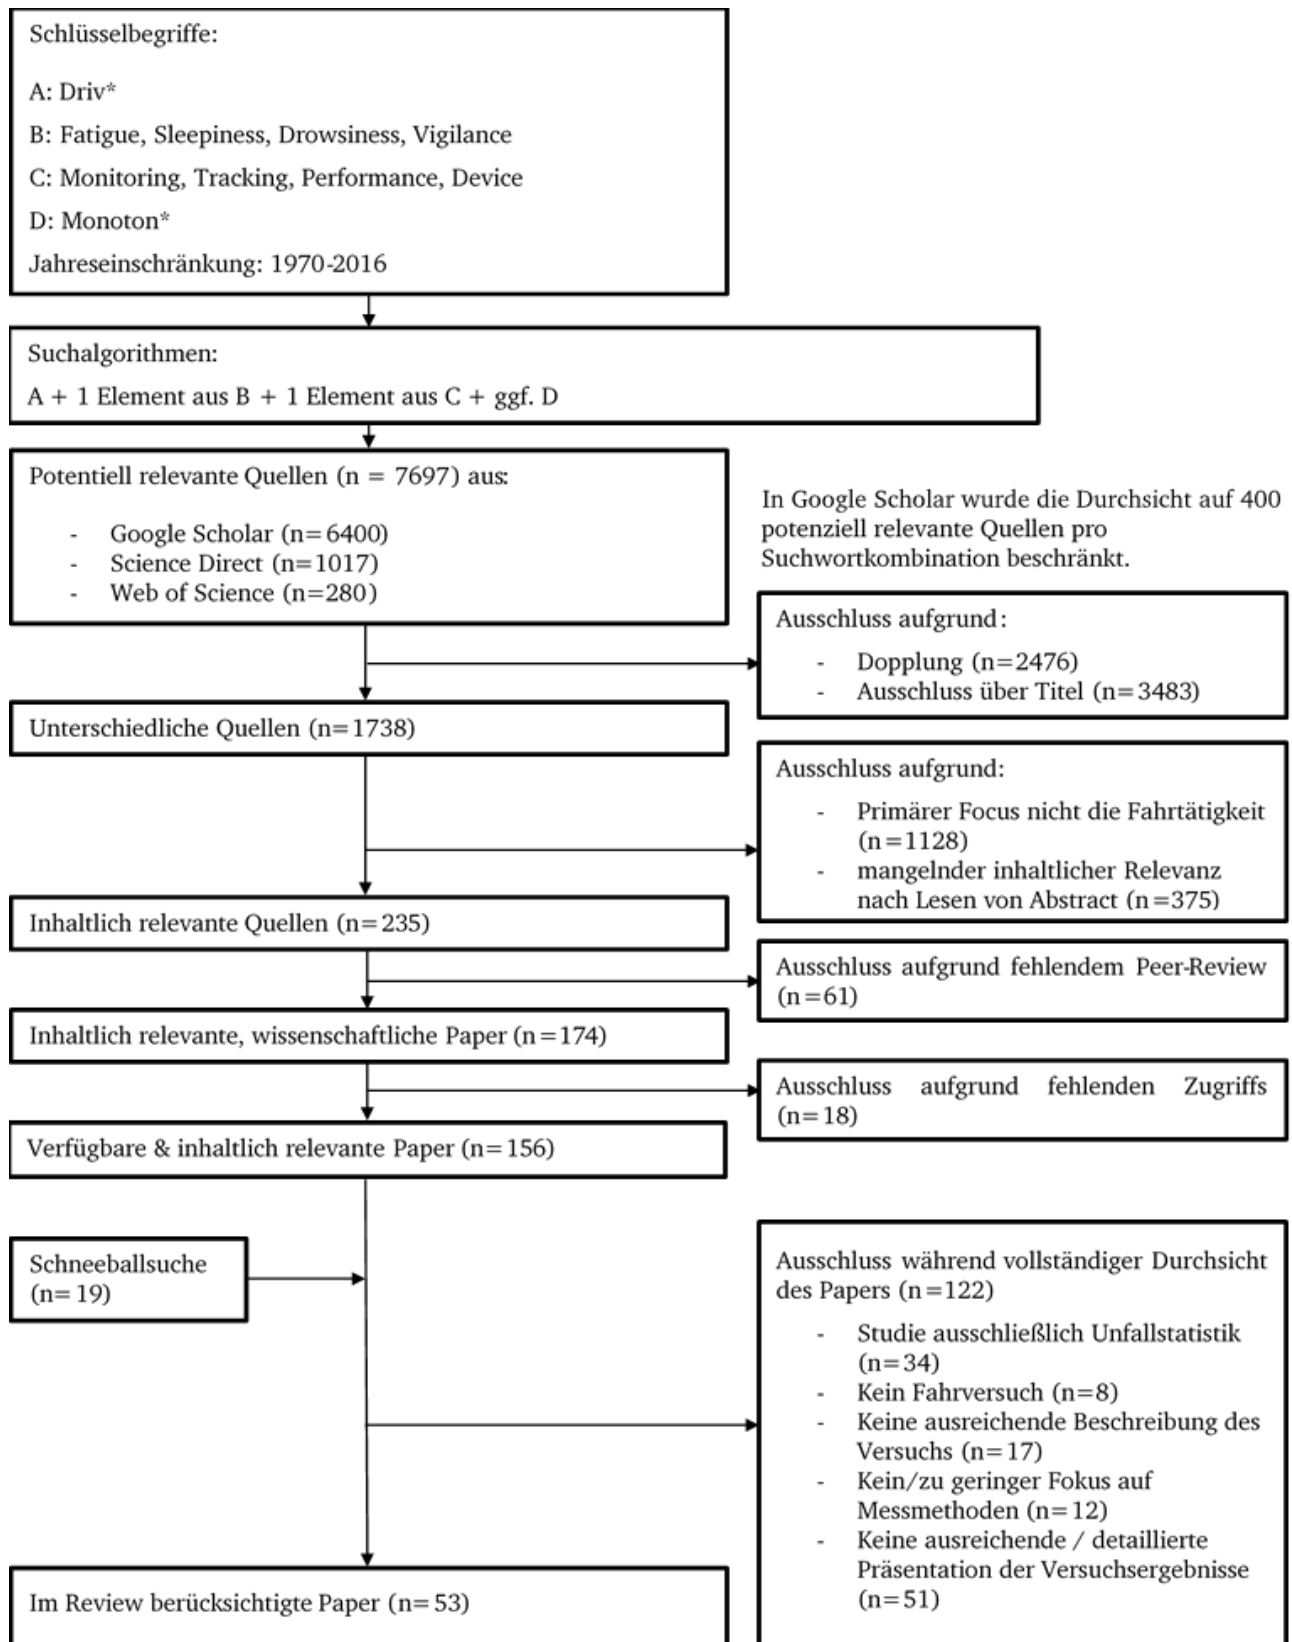 Schlüsselbegriffe:
A: Driv*
B: Fatigue, Sleepiness, Drowsiness, Vigilance
C: Monitoring, Tracking, Performance, Device
D: Monoton*
Jahreseinschränkung: 1970-2016
Suchalgorithmen:
A + 1 Element aus B + 1 Element aus C + ggf. D
Potentiell relevante Quellen (n = 7697) aus:
- Google Scholar (n=6400)
- Science Direct (n=1017)
- Web of Science (n=280)
In Google Scholar wurde die Durchsicht auf 400
potenziell relevante Quellen pro
Suchwortkombination beschränkt.
Ausschluss aufgrund:
- Dopplung (n=2476)
- Ausschluss über Titel (n=3483)
Unterschiedliche Quellen (n=1738)
Ausschluss aufgrund:
- Primärer Focus nicht die Fahrtätigkeit
(n=1128)
- mangelnder inhaltlicher Relevanz
nach Lesen von Abstract (n=375)
Inhaltlich relevante Quellen (n=235)
Ausschluss aufgrund fehlendem Peer-Review
(n=61)
Inhaltlich relevante, wissenschaftliche Paper (n=174)
Ausschluss aufgrund fehlenden Zugriffs
(n=18)
Verfügbare & inhaltlich relevante Paper (n=156)
Schneeballsuche
(n=19)
Ausschluss während vollständiger Durchsicht
des Papers (n=122)
- Studie ausschließlich Unfallstatistik
(n=34)
- Kein Fahrversuch (n=8)
- Keine ausreichende Beschreibung des
Versuchs (n=17)
- Kein/zu geringer Fokus auf
Messmethoden (n=12)
- Keine ausreichende / detaillierte
Präsentation der Versuchsergebnisse
(n=51)
Im Review berücksichtigte Paper (n=53)